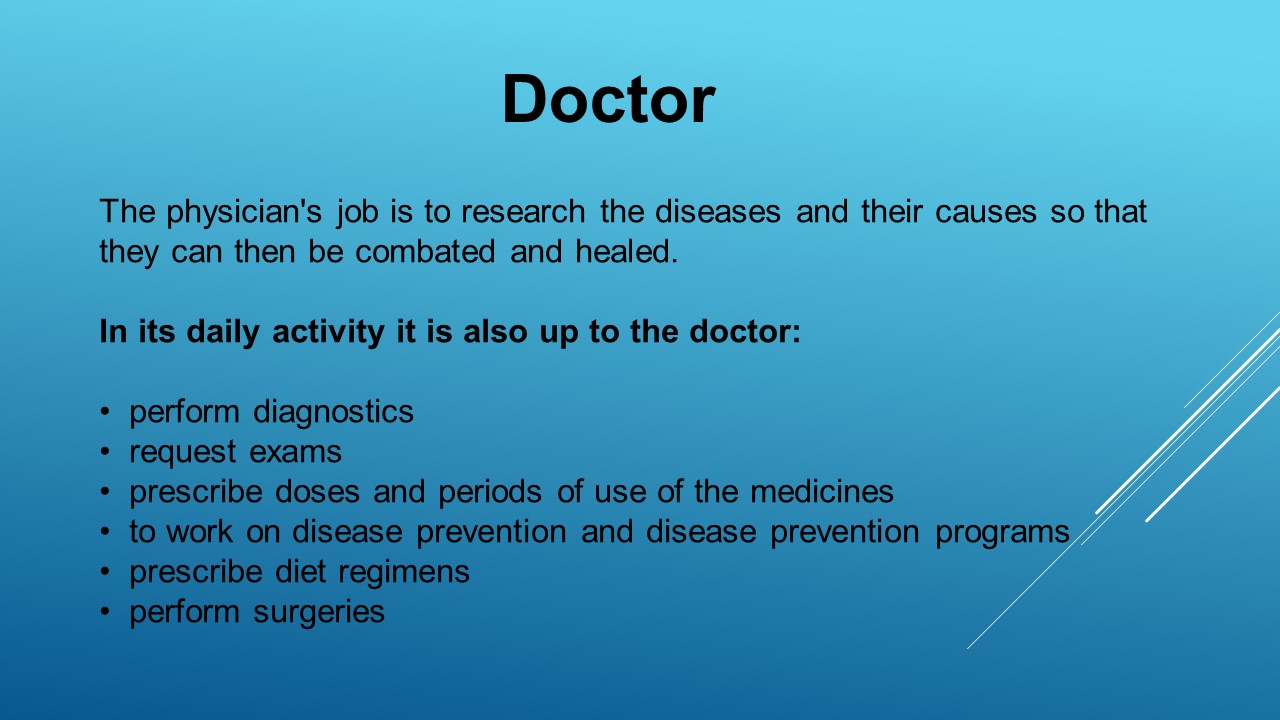 Doctor
The physician's job is to research the diseases and their causes so that
they can then be combated and healed.
In its daily activity it is also up to the doctor:
• perform diagnostics
• request exams
• prescribe doses and periods of use of the medicines
• to work on disease prevention and disease prevention programs
• prescribe diet regimens
• perform surgeries